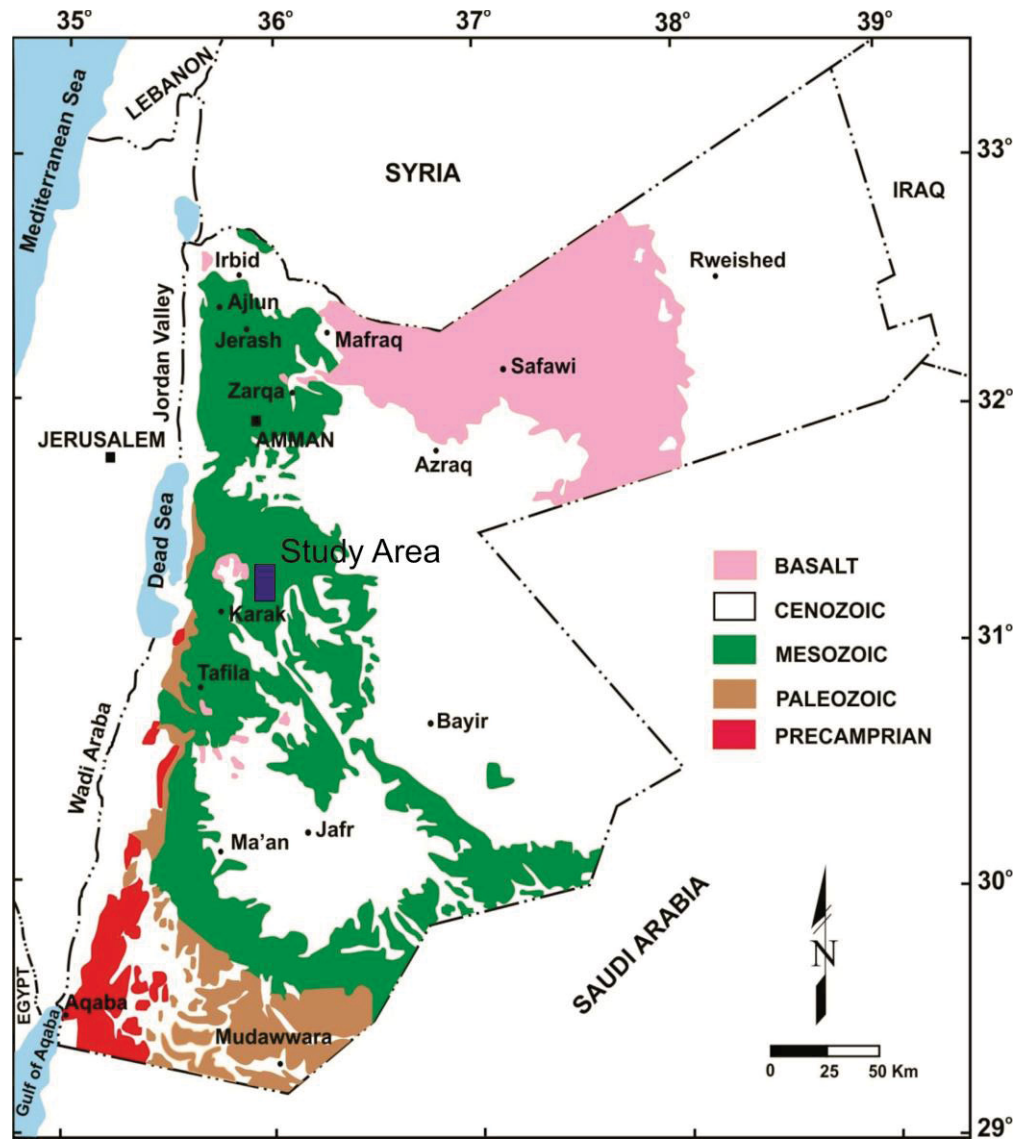 35°
36°
37°
38°
39°
Mediterranean Sea
LEBANON
33°
SYRIA
IRAQ
Irbid
Rweished
Ajlun
Jordan Valley
Jerash
Mafraq
Safawi
Zarqa
32°
AMMAN
JERUSALEM
Azraq
Dead Sea
Study Area
BASALT
CENOZOIC
Karak
31°
MESOZOIC
Tafila
PALEOZOIC
Bayir
PRECAMPRIAN
Wadi Araba
Jafr
Ma'an
30°
SAUDI ARABIA
N
EGYPT
Aqaba
Mudawwara
Gulf of Aqaba
0 25 50 Km
29°